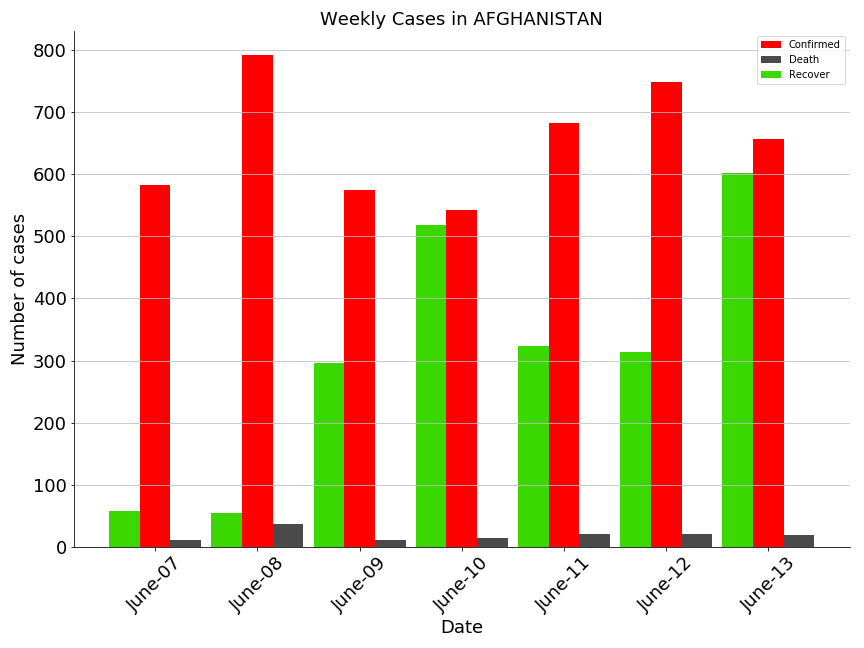 Weekly Cases in AFGHANISTAN
Confirmed
Death
Recover
Number of cases
800
700
600
500
400
300
200
100
0
June-07
June-08
June-09
June-10
June-11
June-12
June-13
Date